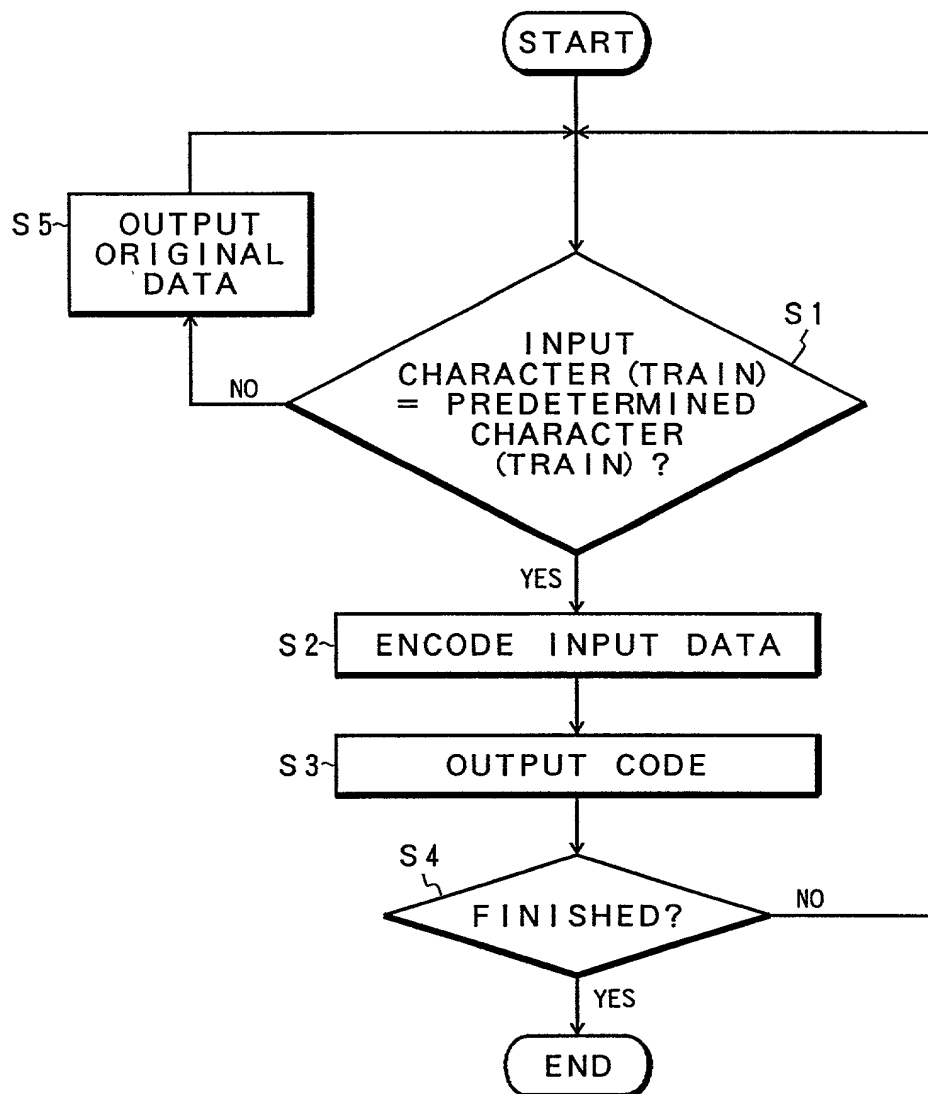 START
S5
OUTPUT
ORIGINAL
DATA
NO
S1
INPUT
CHARACTER (TRAIN)
= PREDETERMINED
CHARACTER
(TRAIN) ?
YES
S2
ENCODE INPUT DATA
S3
OUTPUT CODE
S4
FINISHED?
NO
YES
END